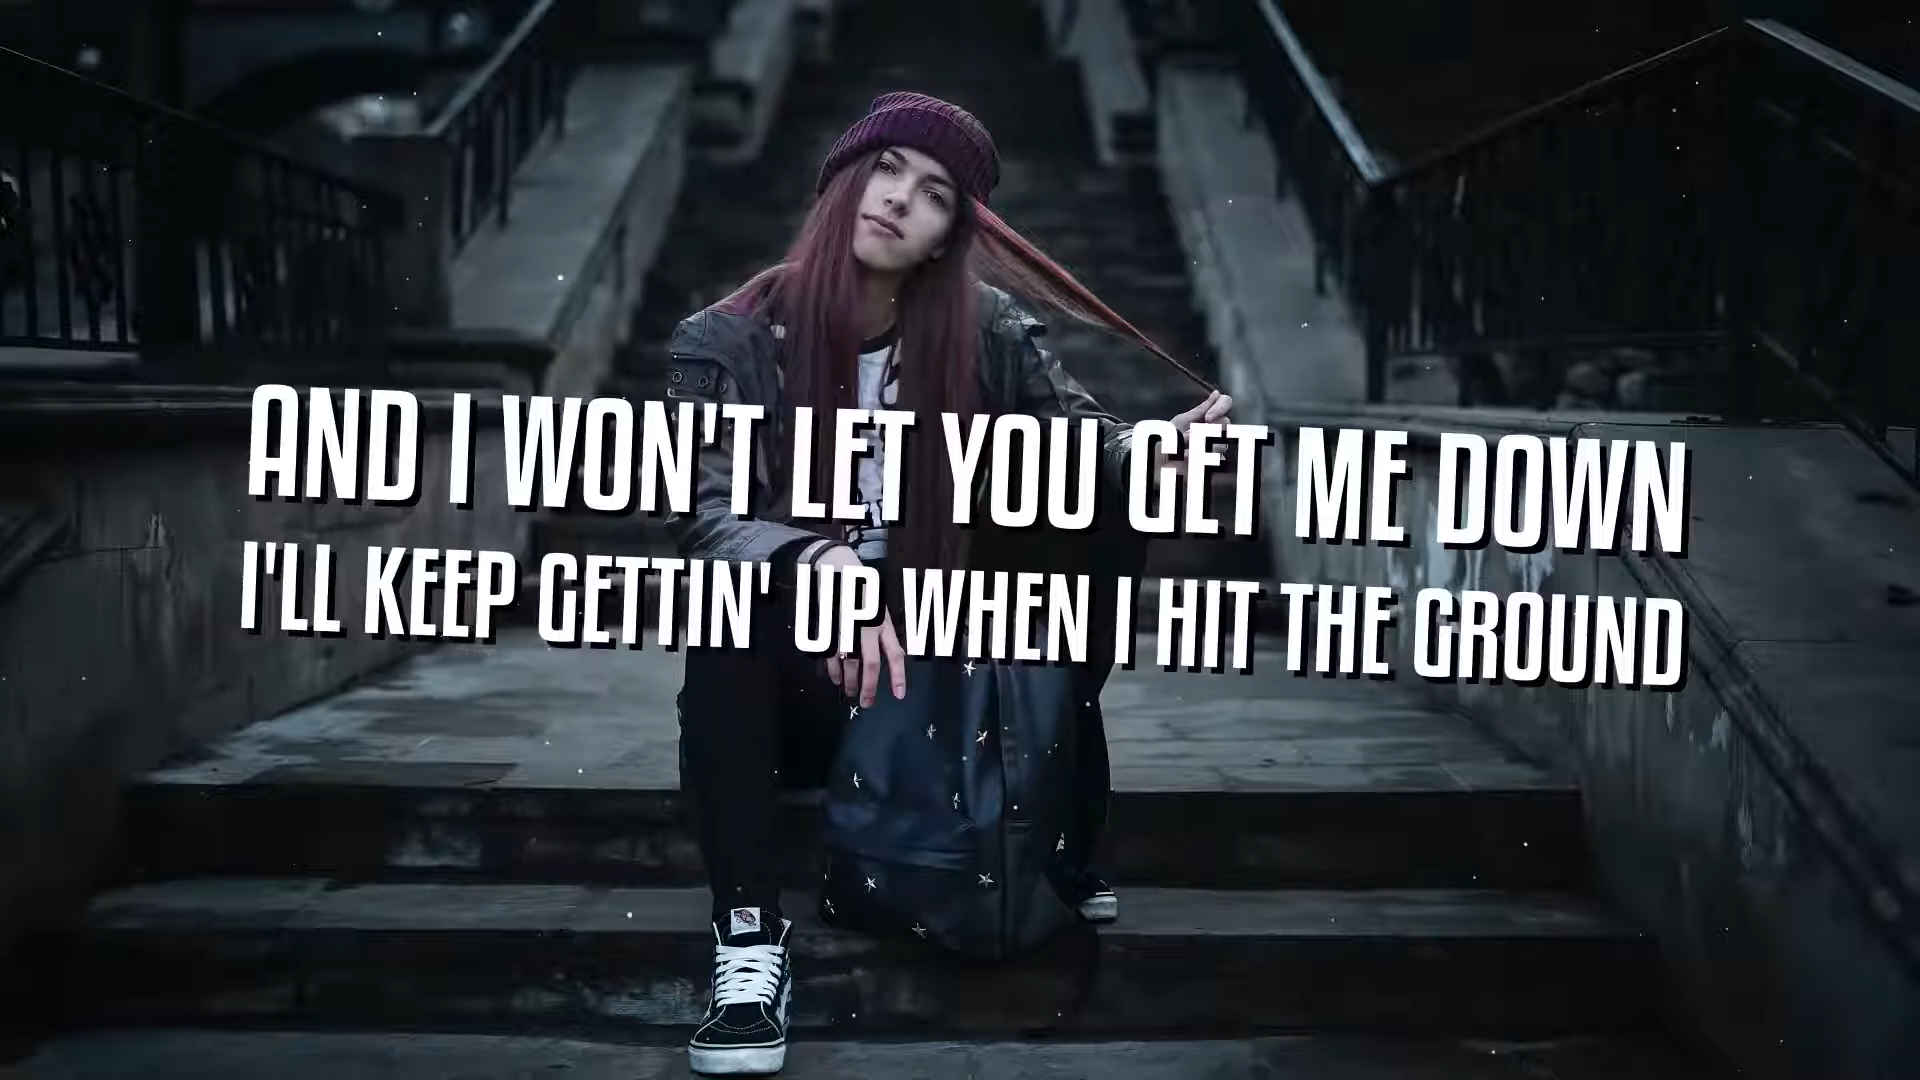 AND I WON'T LET YOU GET ME DOWN
I'LL KEEP GETTIN' UP WHEN I HIT THE GROUND